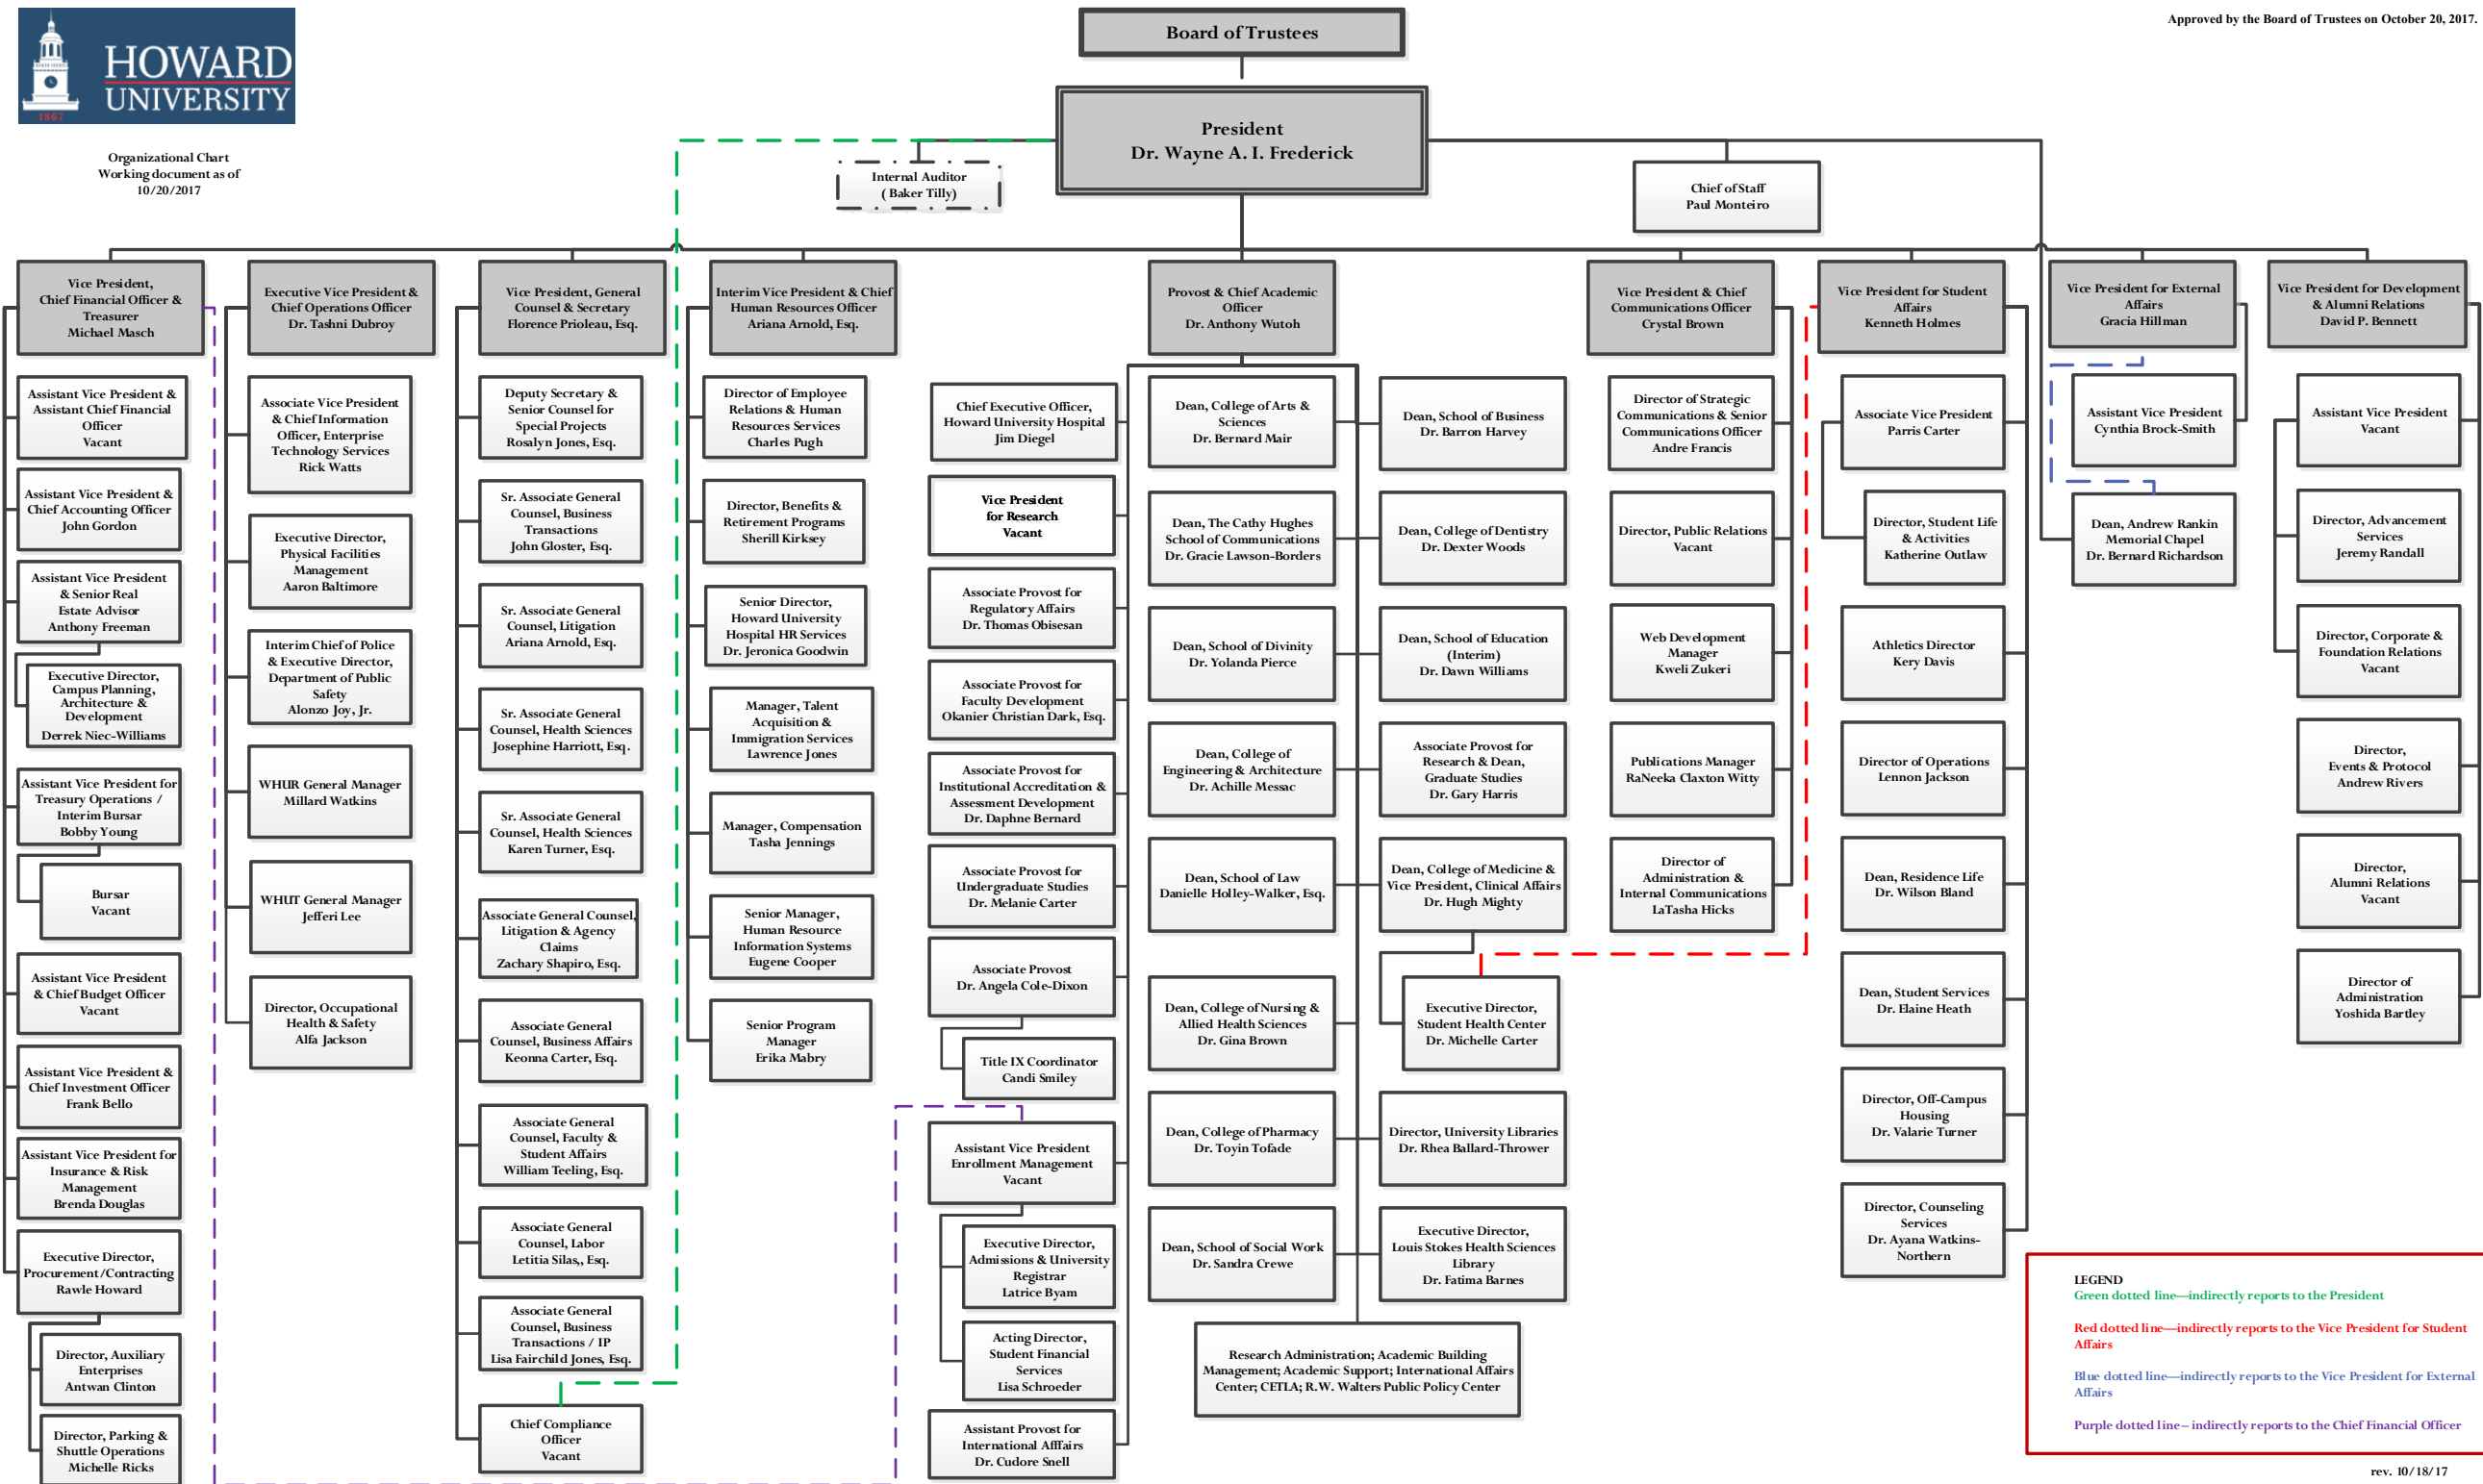 HOWARD
UNIVERSITY
1867
Approved by the Board of Trustees on October 20, 2017.
Organizational Chart
Working document as of
10/20/2017
Board of Trustees
President
Dr. Wayne A. I. Frederick
Internal Auditor
( Baker Tilly)
Chief of Staff
Paul Monteiro
Vice President,
Chief Financial Officer &
Treasurer
Michael Masch
Assistant Vice President &
Assistant Chief Financial
Officer
Vacant
Assistant Vice President &
Chief Accounting Officer
John Gordon
Assistant Vice President
& Senior Real
Estate Advisor
Anthony Freeman
Executive Director,
Campus Planning,
Architecture &
Development
Derrek Niec-Williams
Assistant Vice President for
Treasury Operations /
Interim Bursar
Bobby Young
Bursar
Vacant
Assistant Vice President
& Chief Budget Officer
Vacant
Assistant Vice President &
Chief Investment Officer
Frank Bello
Assistant Vice President for
Insurance & Risk
Management
Brenda Douglas
Executive Director,
Procurement/Contracting
Rawle Howard
Director, Auxiliary
Enterprises
Antwan Clinton
Director, Parking &
Shuttle Operations
Michelle Ricks
Executive Vice President &
Chief Operations Officer
Dr. Tashni Dubroy
Associate Vice President
& Chief Information
Officer, Enterprise
Technology Services
Rick Watts
Executive Director,
Physical Facilities
Management
Aaron Baltimore
Interim Chief of Police
& Executive Director,
Department of Public
Safety
Alonzo Joy, Jr.
WHUR General Manager
Millard Watkins
WHUT General Manager
Jefferi Lee
Director, Occupational
Health & Safety
Alfa Jackson
Vice President, General
Counsel & Secretary
Florence Prioleau, Esq.
Deputy Secretary &
Senior Counsel for
Special Projects
Rosalyn Jones, Esq.
Sr. Associate General
Counsel, Business
Transactions
John Gloster, Esq.
Sr. Associate General
Counsel, Litigation
Ariana Arnold, Esq.
Sr. Associate General
Counsel, Health Sciences
Josephine Harriott, Esq.
Sr. Associate General
Counsel, Health Sciences
Karen Turner, Esq.
Associate General Counsel,
Litigation & Agency
Claims
Zachary Shapiro, Esq.
Associate General
Counsel, Business Affairs
Keonna Carter, Esq.
Associate General
Counsel, Faculty &
Student Affairs
William Teeling, Esq.
Associate General
Counsel, Labor
Letitia Silas,, Esq.
Associate General
Counsel, Business
Transactions / IP
Lisa Fairchild Jones, Esq.
Chief Compliance
Officer
Vacant
Interim Vice President & Chief
Human Resources Officer
Ariana Arnold, Esq.
Director of Employee
Relations & Human
Resources Services
Charles Pugh
Director, Benefits &
Retirement Programs
Sherill Kirksey
Senior Director,
Howard University
Hospital HR Services
Dr. Jeronica Goodwin
Manager, Talent
Acquisition &
Immigration Services
Lawrence Jones
Manager, Compensation
Tasha Jennings
Senior Manager,
Human Resource
Information Systems
Eugene Cooper
Senior Program
Manager
Erika Mabry
Provost & Chief Academic
Officer
Dr. Anthony Wutoh
Chief Executive Officer,
Howard University Hospital
Jim Diegel
Vice President
for Research
Vacant
Associate Provost for
Regulatory Affairs
Dr. Thomas Obisesan
Associate Provost for
Faculty Development
Okanier Christian Dark, Esq.
Associate Provost for
Institutional Accreditation &
Assessment Development
Dr. Daphne Bernard
Associate Provost for
Undergraduate Studies
Dr. Melanie Carter
Associate Provost
Dr. Angela Cole-Dixon
Title IX Coordinator
Candi Smiley
Assistant Vice President
Enrollment Management
Vacant
Executive Director,
Admissions & University
Registrar
Latrice Byam
Acting Director,
Student Financial
Services
Lisa Schroeder
Assistant Provost for
International Afffairs
Dr. Cudore Snell
Dean, College of Arts &
Sciences
Dr. Bernard Mair
Dean, The Cathy Hughes
School of Communications
Dr. Gracie Lawson-Borders
Dean, School of Divinity
Dr. Yolanda Pierce
Dean, College of
Engineering & Architecture
Dr. Achille Messac
Dean, School of Law
Danielle Holley-Walker, Esq.
Dean, College of Nursing &
Allied Health Sciences
Dr. Gina Brown
Dean, College of Pharmacy
Dr. Toyin Tofade
Dean, School of Social Work
Dr. Sandra Crewe
Dean, School of Business
Dr. Barron Harvey
Dean, College of Dentistry
Dr. Dexter Woods
Dean, School of Education
(Interim)
Dr. Dawn Williams
Associate Provost for
Research & Dean,
Graduate Studies
Dr. Gary Harris
Dean, College of Medicine &
Vice President, Clinical Affairs
Dr. Hugh Mighty
Executive Director,
Student Health Center
Dr. Michelle Carter
Director, University Libraries
Dr. Rhea Ballard-Thrower
Executive Director,
Louis Stokes Health Sciences
Library
Dr. Fatima Barnes
Research Administration; Academic Building
Management; Academic Support; International Affairs
Center; CETLA; R.W. Walters Public Policy Center
Vice President & Chief
Communications Officer
Crystal Brown
Director of Strategic
Communications & Senior
Communications Officer
Andre Francis
Director, Public Relations
Vacant
Web Development
Manager
Kweli Zukeri
Publications Manager
RaNeeka Claxton Witty
Director of
Administration &
Internal Communications
LaTasha Hicks
Vice President for Student
Affairs
Kenneth Holmes
Associate Vice President
Parris Carter
Director, Student Life
& Activities
Katherine Outlaw
Athletics Director
Kery Davis
Director of Operations
Lennon Jackson
Dean, Residence Life
Dr. Wilson Bland
Dean, Student Services
Dr. Elaine Heath
Director, Off-Campus
Housing
Dr. Valarie Turner
Director, Counseling
Services
Dr. Ayana Watkins-
Northern
Vice President for External
Affairs
Gracia Hillman
Assistant Vice President
Cynthia Brock-Smith
Dean, Andrew Rankin
Memorial Chapel
Dr. Bernard Richardson
Vice President for Development
& Alumni Relations
David P. Bennett
Assistant Vice President
Vacant
Director, Advancement
Services
Jeremy Randall
Director, Corporate &
Foundation Relations
Vacant
Director,
Events & Protocol
Andrew Rivers
Director,
Alumni Relations
Vacant
Director of
Administration
Yoshida Bartley
LEGEND
Green dotted line—indirectly reports to the President
Red dotted line—indirectly reports to the Vice President for Student
Affairs
Blue dotted line—indirectly reports to the Vice President for External
Affairs
Purple dotted line– indirectly reports to the Chief Financial Officer
rev. 10/18/17